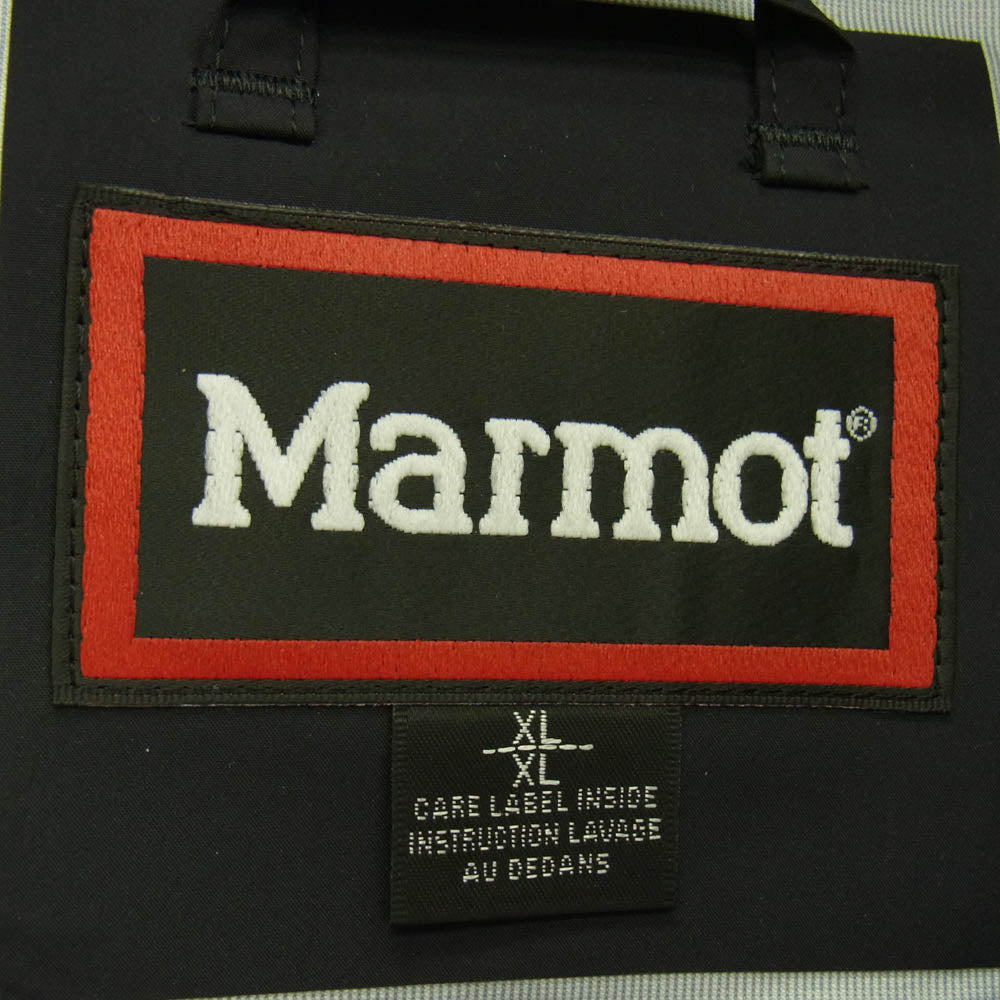 Marmot®
XL
XL
CARE LABEL INSIDE
INSTRUCTION LAVAGE
AU DEDANS